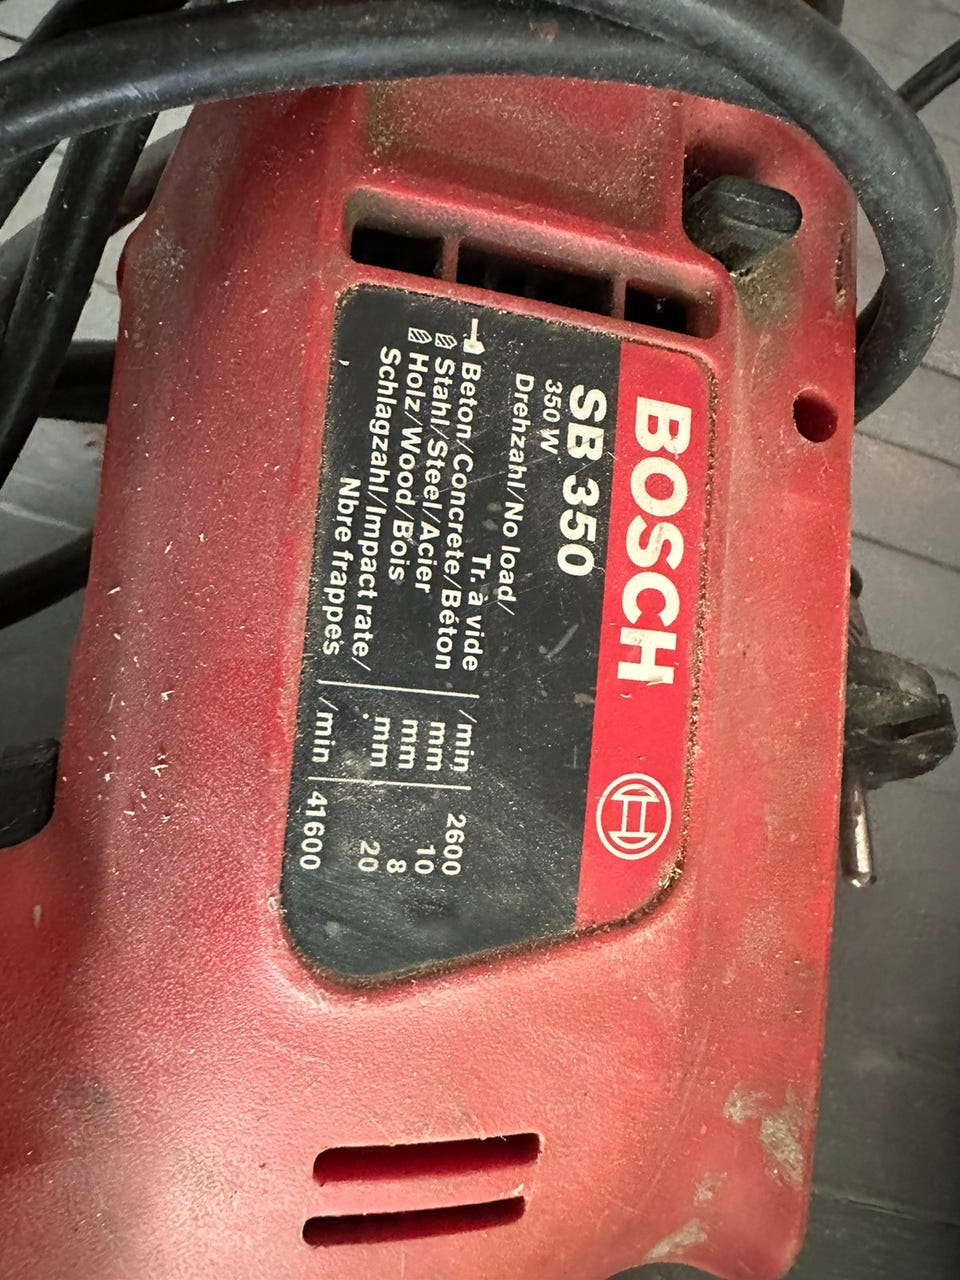 BOSCH
SB 350
350 W
Drehzahl/No load/
Tr. à vide /min 2600
Beton/Concrete/Béton mm 10
Stahl/Steel/Acier mm 8
Holz/Wood/Bois mm 20
Schlagzahl/Impact rate/
Nbre frappes /min 41600